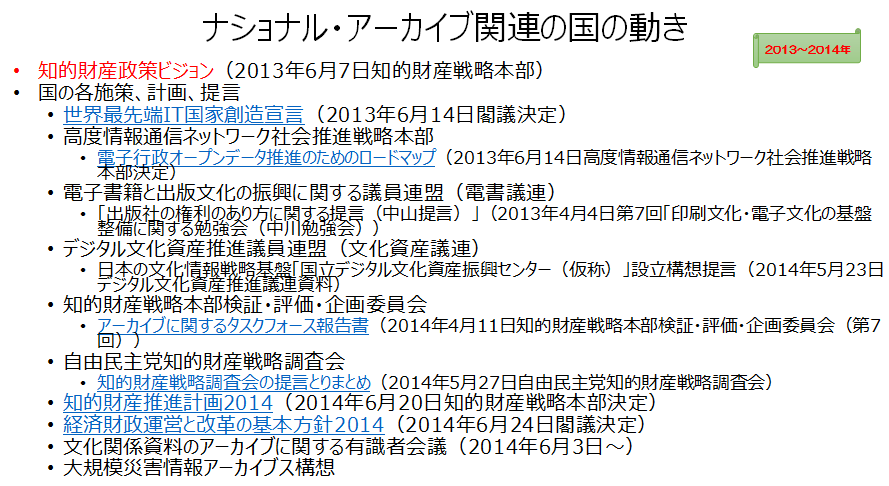 ナショナル・アーカイブ関連の国の動き
2013～2014年
• 知的財産政策ビジョン（2013年6月7日知的財産戦略本部）
• 国の各施策、計画、提言
• 世界最先端IT国家創造宣言（2013年6月14日閣議決定）
• 高度情報通信ネットワーク社会推進戦略本部
• 電子行政オープンデータ推進のためのロードマップ（2013年6月14日高度情報通信ネットワーク社会推進戦略
本部決定）
• 電子書籍と出版文化の振興に関する議員連盟（電書議連）
• 「出版社の権利のあり方に関する提言（中山提言）」（2013年4月4日第7回「印刷文化・電子文化の基盤
整備に関する勉強会（中川勉強会））
• デジタル文化資産推進議員連盟（文化資産議連）
• 日本の文化情報戦略基盤「国立デジタル文化資産振興センター（仮称）」設立構想提言（2014年5月23日
デジタル文化資産推進議連資料）
• 知的財産戦略本部検証・評価・企画委員会
• アーカイブに関するタスクフォース報告書（2014年4月11日知的財産戦略本部検証・評価・企画委員会（第7
回））
• 自由民主党知的財産戦略調査会
• 知的財産戦略調査会の提言とりまとめ（2014年5月27日自由民主党知的財産戦略調査会）
• 知的財産推進計画2014（2014年6月20日知的財産戦略本部決定）
• 経済財政運営と改革の基本方針2014（2014年6月24日閣議決定）
• 文化関係資料のアーカイブに関する有識者会議（2014年6月3日～）
• 大規模災害情報アーカイブス構想